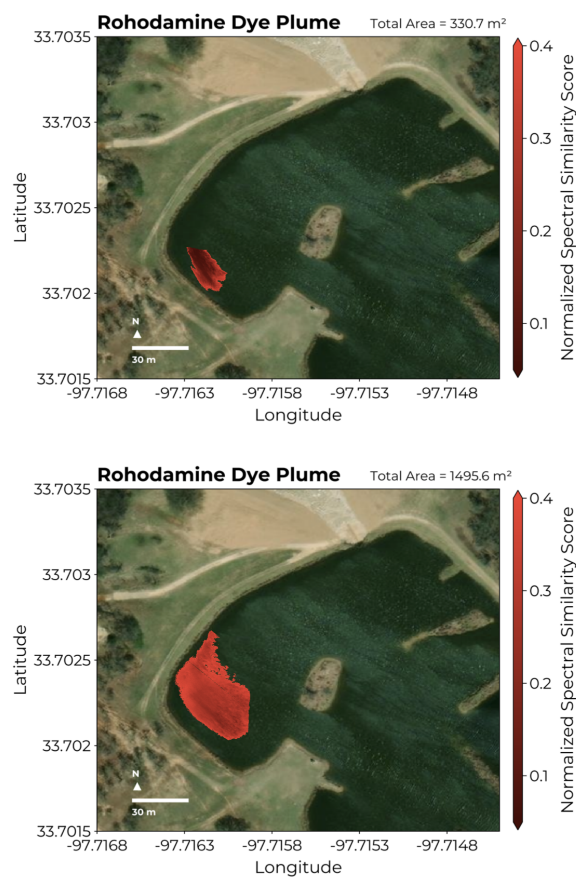 Rohodamine Dye Plume Total Area = 330.7 m²
33.7035
33.703
33.7025
33.702
33.7015
Latitude
N
30 m
-97.7168 -97.7163 -97.7158 -97.7153 -97.7148
Longitude
0.4
0.3
0.2
0.1
Normalized Spectral Similarity Score
Rohodamine Dye Plume Total Area = 1495.6 m²
33.7035
33.703
33.7025
33.702
33.7015
Latitude
N
30 m
-97.7168 -97.7163 -97.7158 -97.7153 -97.7148
Longitude
0.4
0.3
0.2
0.1
Normalized Spectral Similarity Score